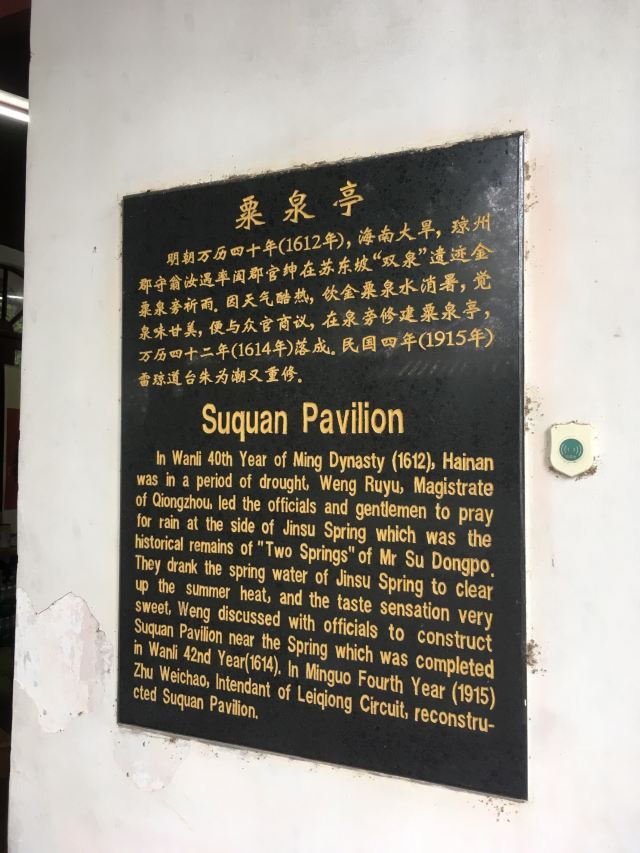 粟泉亭
明朝万历四十年(1612年)，海南大旱，琼州
郡守翁汝遇率阖郡官绅在苏东坡“双泉”遗迹金
粟泉旁祈雨。因天气酷热，饮金粟泉水消暑，觉
泉味甘美，便与众官商议，在泉旁修建粟泉亭，
万历四十二年(1614年)落成。民国四年(1915年)
雷琼道台朱为潮又重修。
Suquan Pavilion
In Wanli 40th Year of Ming Dynasty (1612), Hainan
was in a period of drought, Weng Ruyu, Magistrate
of Qiongzhou, led the officials and gentlemen to pray
for rain at the side of Jinsu Spring which was the
historical remains of "Two Springs" of Mr Su Dongpo.
They drank the spring water of Jinsu Spring to clear
up the summer heat, and the taste sensation very
sweet, Weng discussed with officials to construct
Suquan Pavilion near the Spring which was completed
in Wanli 42nd Year(1614). In Minguo Fourth Year (1915)
Zhu Weichao, Intendant of Leiqiong Circuit, reconstru-
cted Suquan Pavilion.